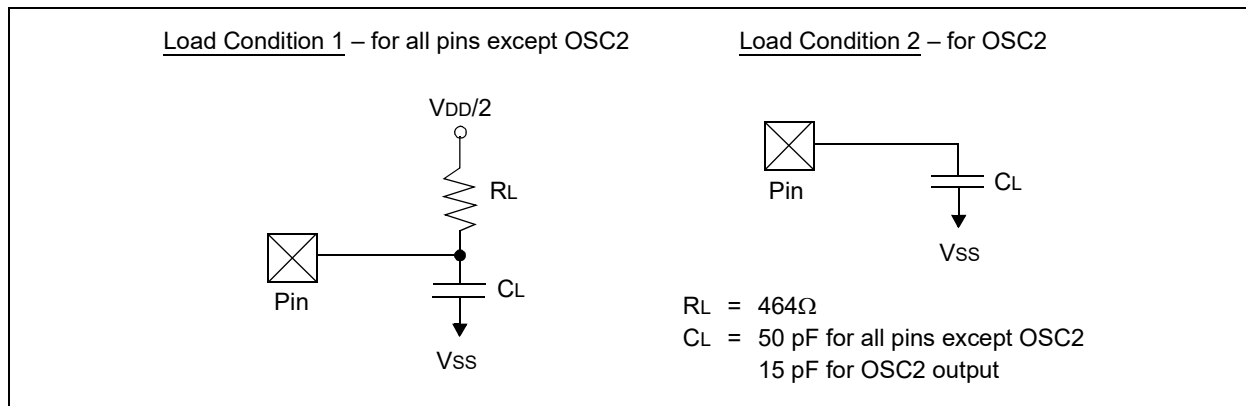 Load Condition 1 – for all pins except OSC2
VDD/2
RL
Pin
CL
VSS
Load Condition 2 – for OSC2
Pin
CL
VSS
RL = 464Ω
CL = 50 pF for all pins except OSC2
15 pF for OSC2 output